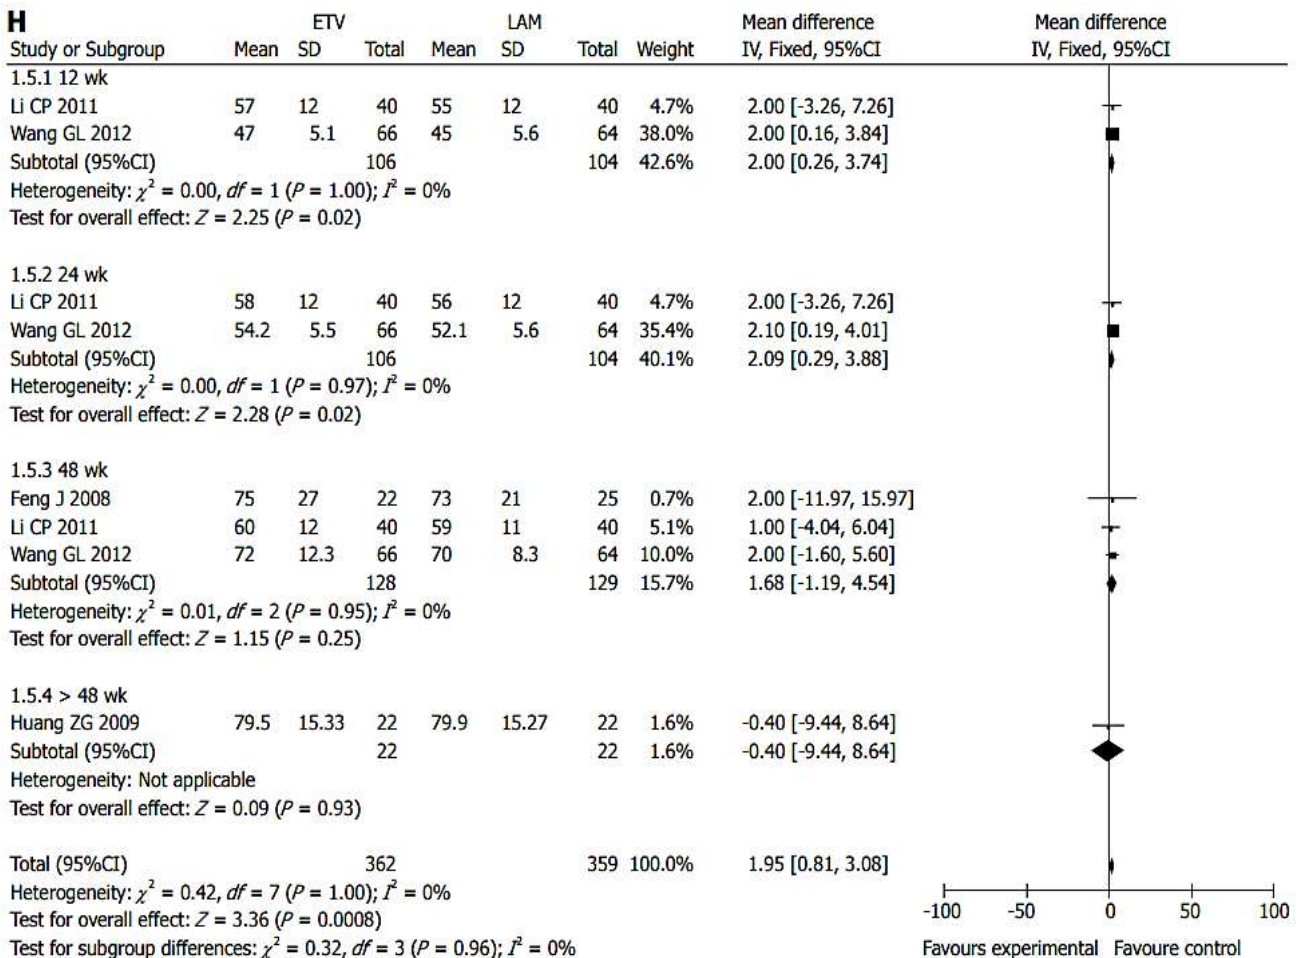 H ETV LAM Mean difference Mean difference
Study or Subgroup Mean SD Total Mean SD Total Weight IV, Fixed, 95%CI IV, Fixed, 95%CI
1.5.1 12 wk
Li CP 2011 57 12 40 55 12 40 4.7% 2.00 [-3.26, 7.26]
Wang GL 2012 47 5.1 66 45 5.6 64 38.0% 2.00 [0.16, 3.84]
Subtotal (95%CI) 106 104 42.6% 2.00 [0.26, 3.74]
Heterogeneity: χ² = 0.00, df = 1 (P = 1.00); I² = 0%
Test for overall effect: Z = 2.25 (P = 0.02)
1.5.2 24 wk
Li CP 2011 58 12 40 56 12 40 4.7% 2.00 [-3.26, 7.26]
Wang GL 2012 54.2 5.5 66 52.1 5.6 64 35.4% 2.10 [0.19, 4.01]
Subtotal (95%CI) 106 104 40.1% 2.09 [0.29, 3.88]
Heterogeneity: χ² = 0.00, df = 1 (P = 0.97); I² = 0%
Test for overall effect: Z = 2.28 (P = 0.02)
1.5.3 48 wk
Feng J 2008 75 27 22 73 21 25 0.7% 2.00 [-11.97, 15.97]
Li CP 2011 60 12 40 59 11 40 5.1% 1.00 [-4.04, 6.04]
Wang GL 2012 72 12.3 66 70 8.3 64 10.0% 2.00 [-1.60, 5.60]
Subtotal (95%CI) 128 129 15.7% 1.68 [-1.19, 4.54]
Heterogeneity: χ² = 0.01, df = 2 (P = 0.95); I² = 0%
Test for overall effect: Z = 1.15 (P = 0.25)
1.5.4 > 48 wk
Huang ZG 2009 79.5 15.33 22 79.9 15.27 22 1.6% -0.40 [-9.44, 8.64]
Subtotal (95%CI) 22 22 1.6% -0.40 [-9.44, 8.64]
Heterogeneity: Not applicable
Test for overall effect: Z = 0.09 (P = 0.93)
Total (95%CI) 362 359 100.0% 1.95 [0.81, 3.08]
Heterogeneity: χ² = 0.42, df = 7 (P = 1.00); I² = 0%
Test for overall effect: Z = 3.36 (P = 0.0008)
Test for subgroup differences: χ² = 0.32, df = 3 (P = 0.96); I² = 0%
-100 -50 0 50 100
Favours experimental Favoure control